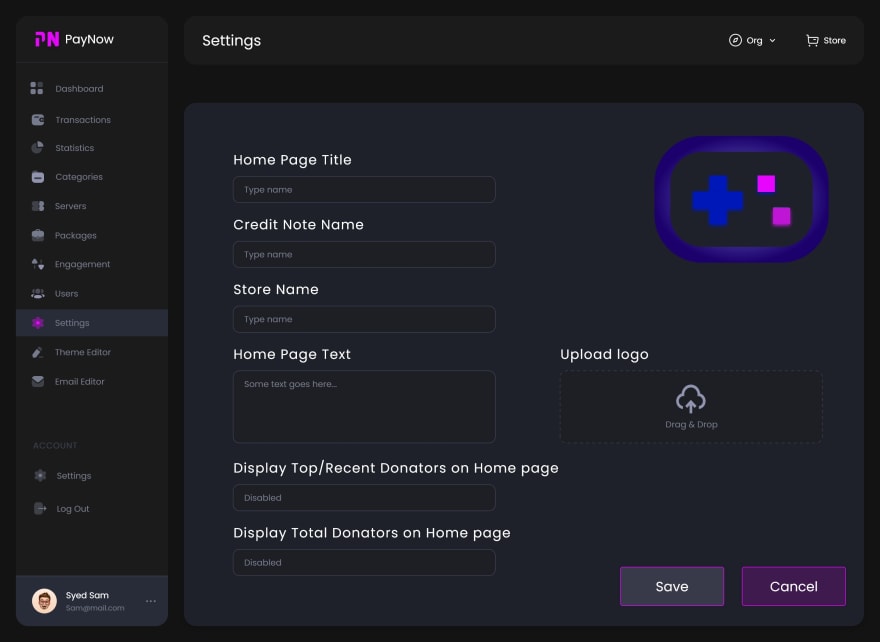 PN PayNow
Settings
Org
Store
Dashboard
Transactions
Statistics
Categories
Servers
Packages
Engagement
Users
Settings
Theme Editor
Email Editor
ACCOUNT
Settings
Log Out
Syed Sam
Sam@mail.com
Home Page Title
Type name
Credit Note Name
Type name
Store Name
Type name
Home Page Text
Some text goes here...
Upload logo
Drag & Drop
Display Top/Recent Donators on Home page
Disabled
Display Total Donators on Home page
Disabled
Save
Cancel